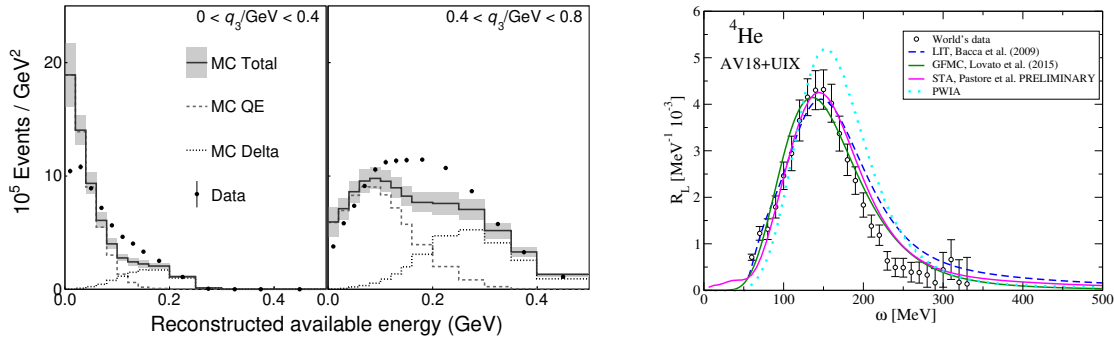 0 < q3/GeV < 0.4
0.4 < q3/GeV < 0.8
10⁵ Events / GeV²
20
10
0
MC Total
MC QE
MC Delta
Data
0.0 0.2 0.4
0.0 0.2 0.4
Reconstructed available energy (GeV)
⁴He
AV18+UIX
World's data
LIT, Bacca et al. (2009)
GFMC, Lovato et al. (2015)
STA, Pastore et al. PRELIMINARY
PWIA
R_L [MeV⁻¹ 10⁻³]
6
5
4
3
2
1
0
0 100 200 300 400 500
ω [MeV]